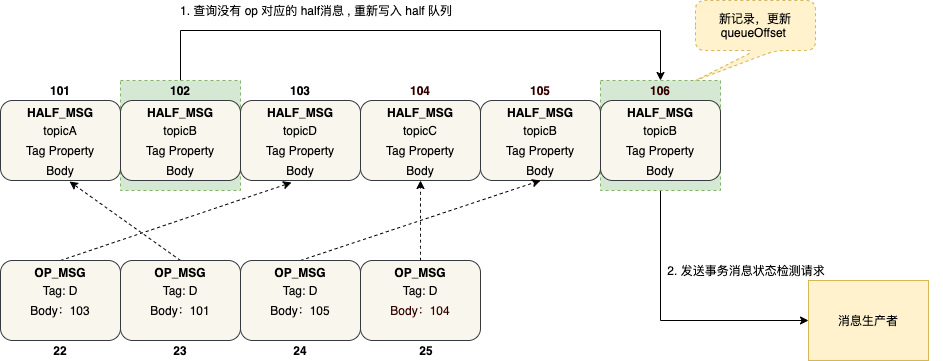 1. 查询没有 op 对应的 half消息 , 重新写入 half 队列
新记录，更新
queueOffset
101
102
103
104
105
106
HALF_MSG
topicA
Tag Property
Body
HALF_MSG
topicB
Tag Property
Body
HALF_MSG
topicD
Tag Property
Body
HALF_MSG
topicC
Tag Property
Body
HALF_MSG
topicB
Tag Property
Body
HALF_MSG
topicB
Tag Property
Body
OP_MSG
Tag: D
Body：103
OP_MSG
Tag: D
Body：101
OP_MSG
Tag: D
Body：105
OP_MSG
Tag: D
Body：104
22
23
24
25
2. 发送事务消息状态检测请求
消息生产者